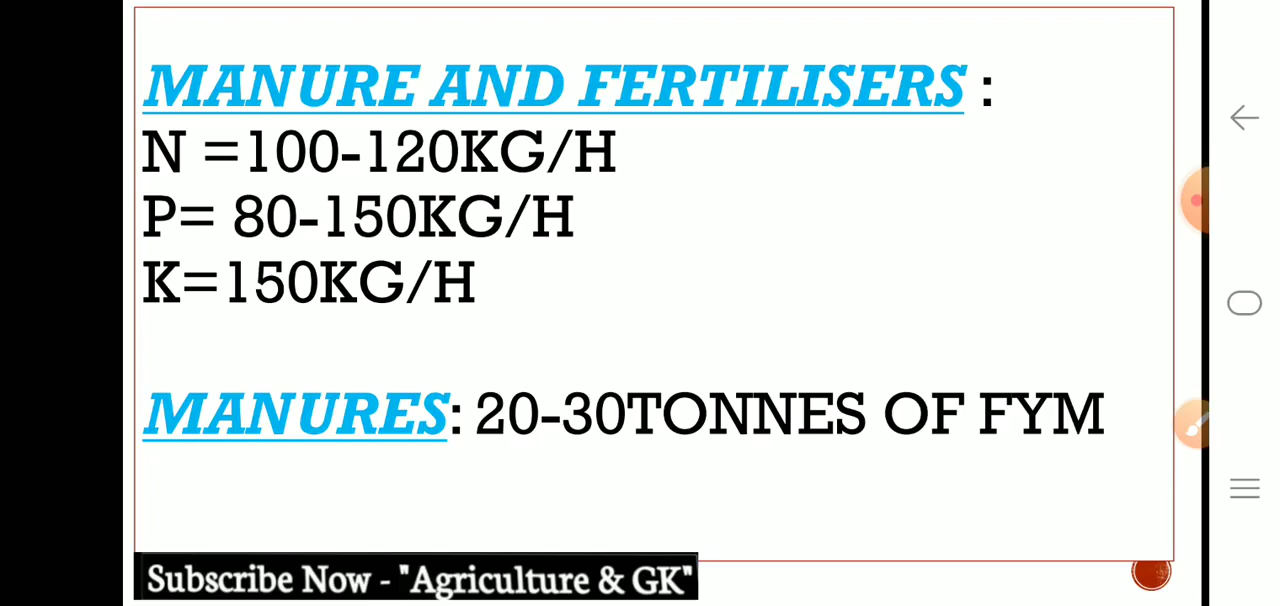 MANURE AND FERTILISERS :
N =100-120KG/H
P= 80-150KG/H
K=150KG/H
MANURES: 20-30TONNES OF FYM
Subscribe Now - "Agriculture & GK"